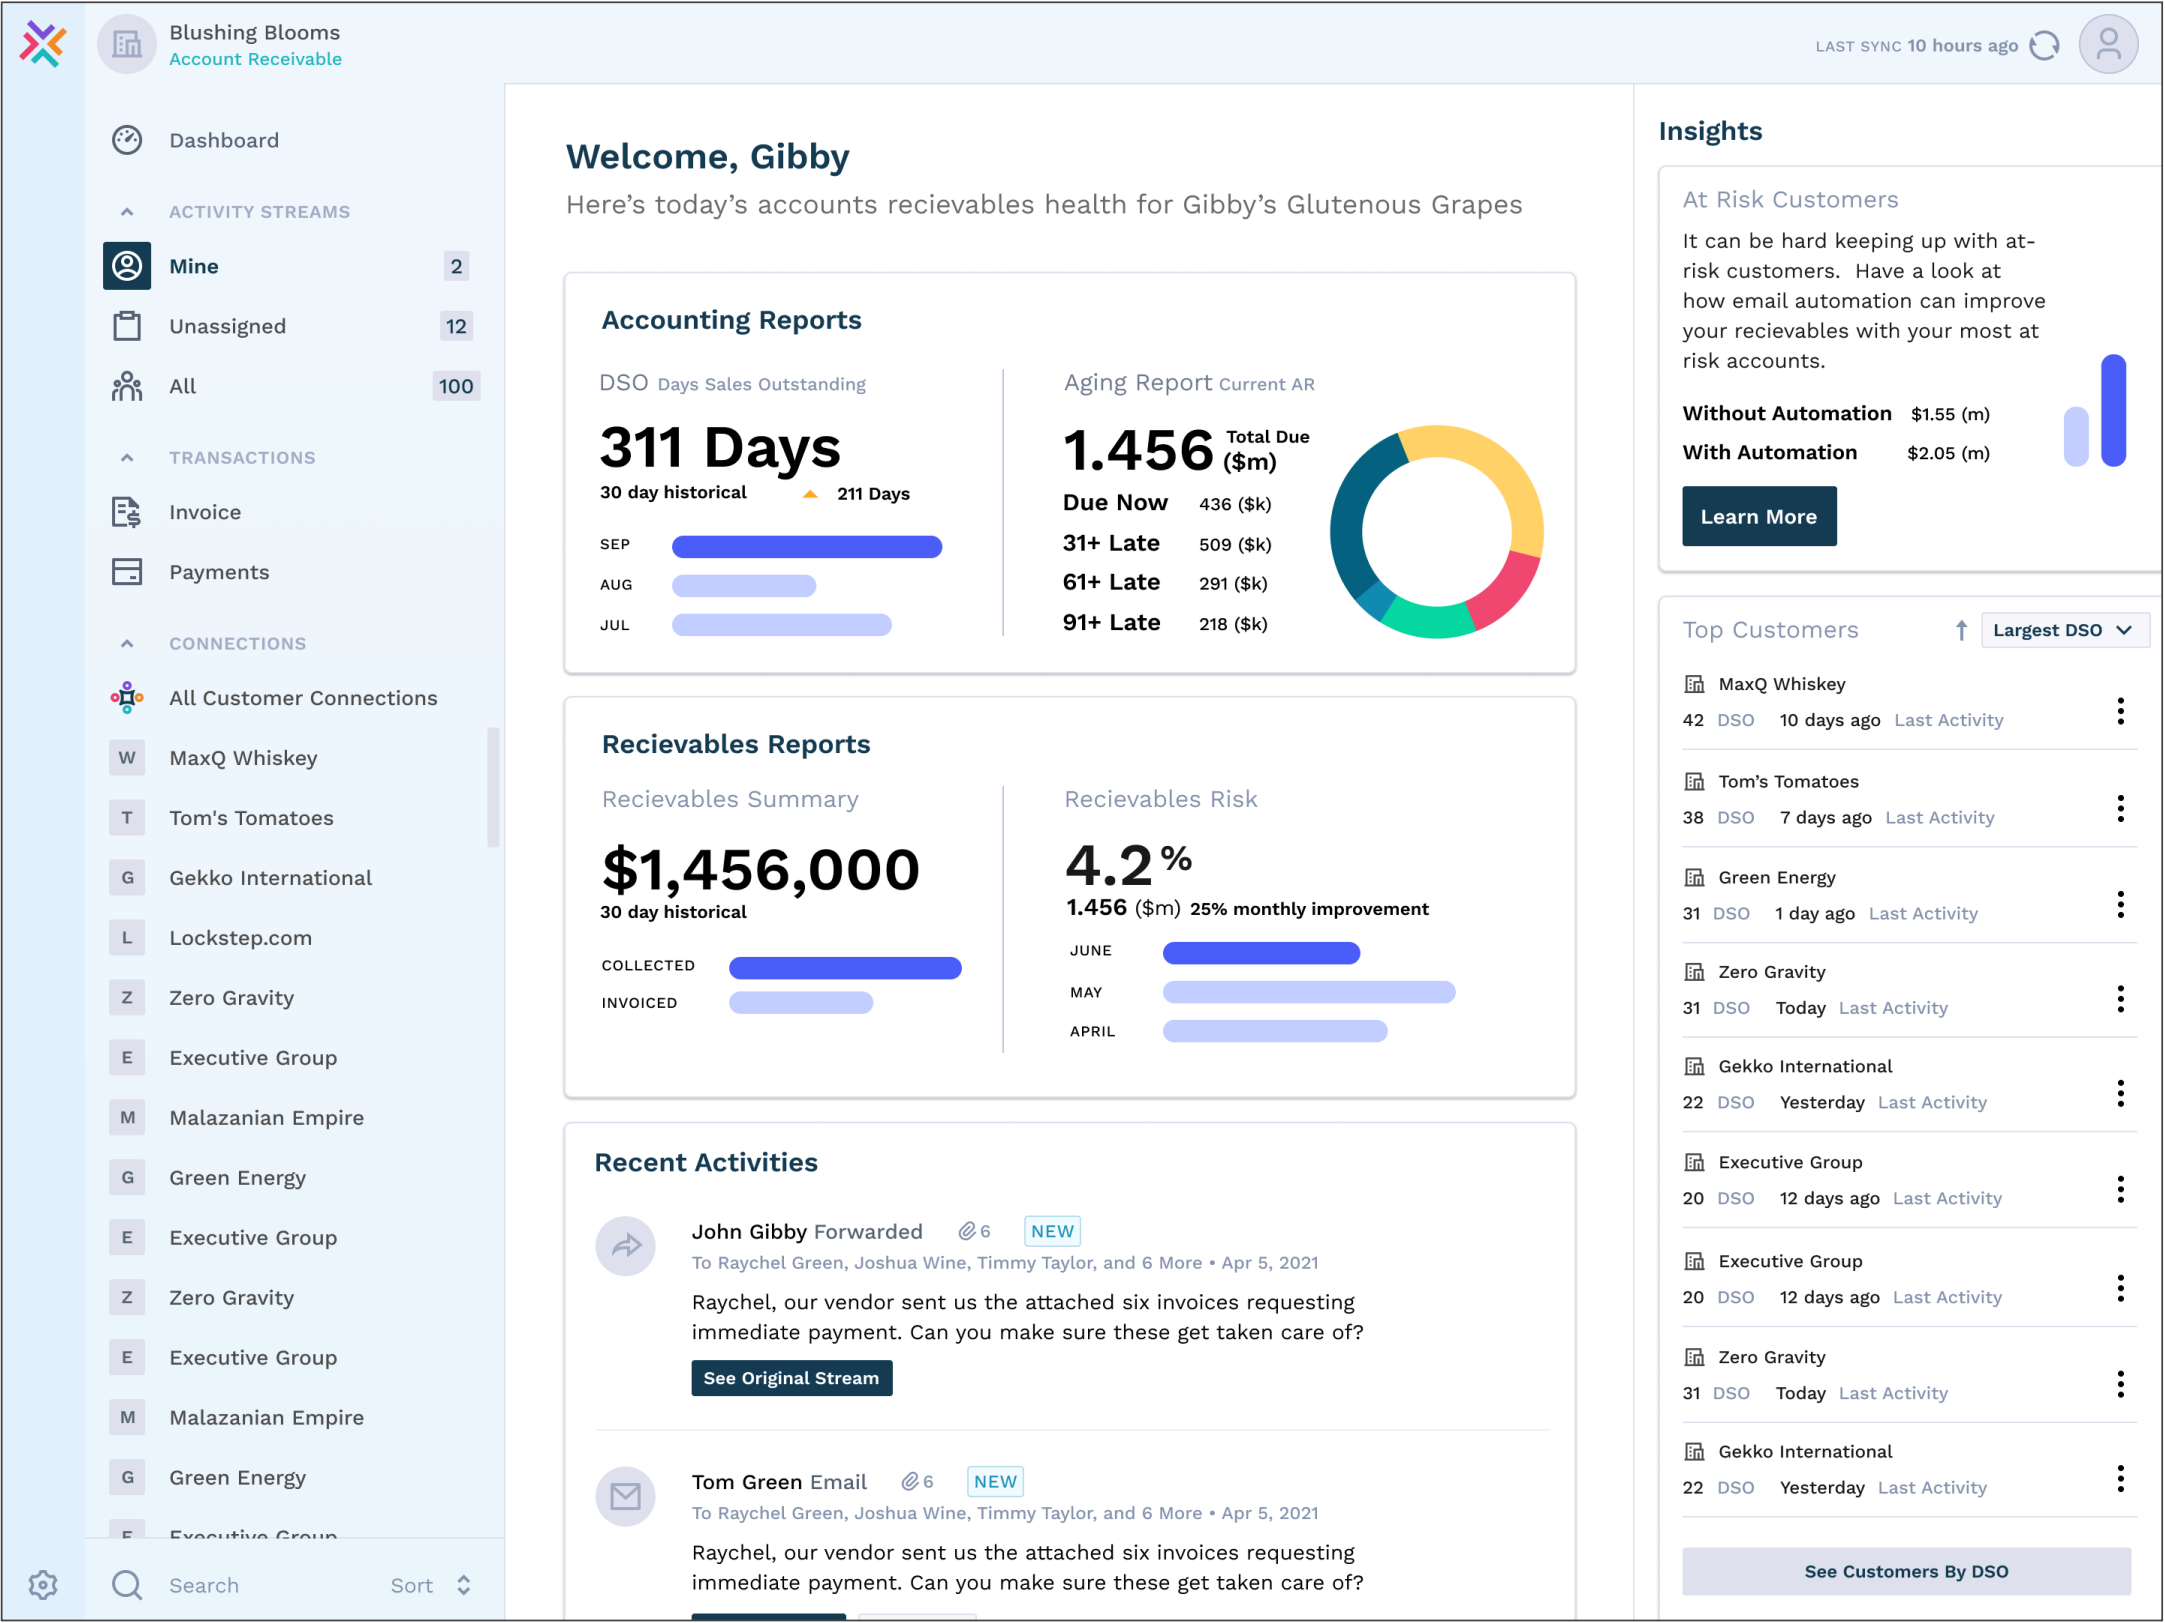 Blushing Blooms
Account Receivable
LAST SYNC 10 hours ago
Dashboard
ACTIVITY STREAMS
Mine 2
Unassigned 12
All 100
TRANSACTIONS
Invoice
Payments
CONNECTIONS
All Customer Connections
W MaxQ Whiskey
T Tom's Tomatoes
G Gekko International
L Lockstep.com
Z Zero Gravity
E Executive Group
M Malazanian Empire
G Green Energy
E Executive Group
Z Zero Gravity
E Executive Group
M Malazanian Empire
G Green Energy
E Executive Group
Search Sort
Welcome, Gibby
Here’s today’s accounts recievables health for Gibby’s Glutenous Grapes
Accounting Reports
DSO Days Sales Outstanding
311 Days
30 day historical 211 Days
SEP
AUG
JUL
Aging Report Current AR
1.456 Total Due ($m)
Due Now 436 ($k)
31+ Late 509 ($k)
61+ Late 291 ($k)
91+ Late 218 ($k)
Recievables Reports
Recievables Summary
$1,456,000
30 day historical
COLLECTED
INVOICED
Recievables Risk
4.2%
1.456 ($m) 25% monthly improvement
JUNE
MAY
APRIL
Recent Activities
John Gibby Forwarded 6 NEW
To Raychel Green, Joshua Wine, Timmy Taylor, and 6 More • Apr 5, 2021
Raychel, our vendor sent us the attached six invoices requesting
immediate payment. Can you make sure these get taken care of?
See Original Stream
Tom Green Email 6 NEW
To Raychel Green, Joshua Wine, Timmy Taylor, and 6 More • Apr 5, 2021
Raychel, our vendor sent us the attached six invoices requesting
immediate payment. Can you make sure these get taken care of?
Insights
At Risk Customers
It can be hard keeping up with at-
risk customers.  Have a look at
how email automation can improve
your recievables with your most at
risk accounts.
Without Automation $1.55 (m)
With Automation $2.05 (m)
Learn More
Top Customers Largest DSO
MaxQ Whiskey
42 DSO 10 days ago Last Activity
Tom’s Tomatoes
38 DSO 7 days ago Last Activity
Green Energy
31 DSO 1 day ago Last Activity
Zero Gravity
31 DSO Today Last Activity
Gekko International
22 DSO Yesterday Last Activity
Executive Group
20 DSO 12 days ago Last Activity
Executive Group
20 DSO 12 days ago Last Activity
Zero Gravity
31 DSO Today Last Activity
Gekko International
22 DSO Yesterday Last Activity
See Customers By DSO